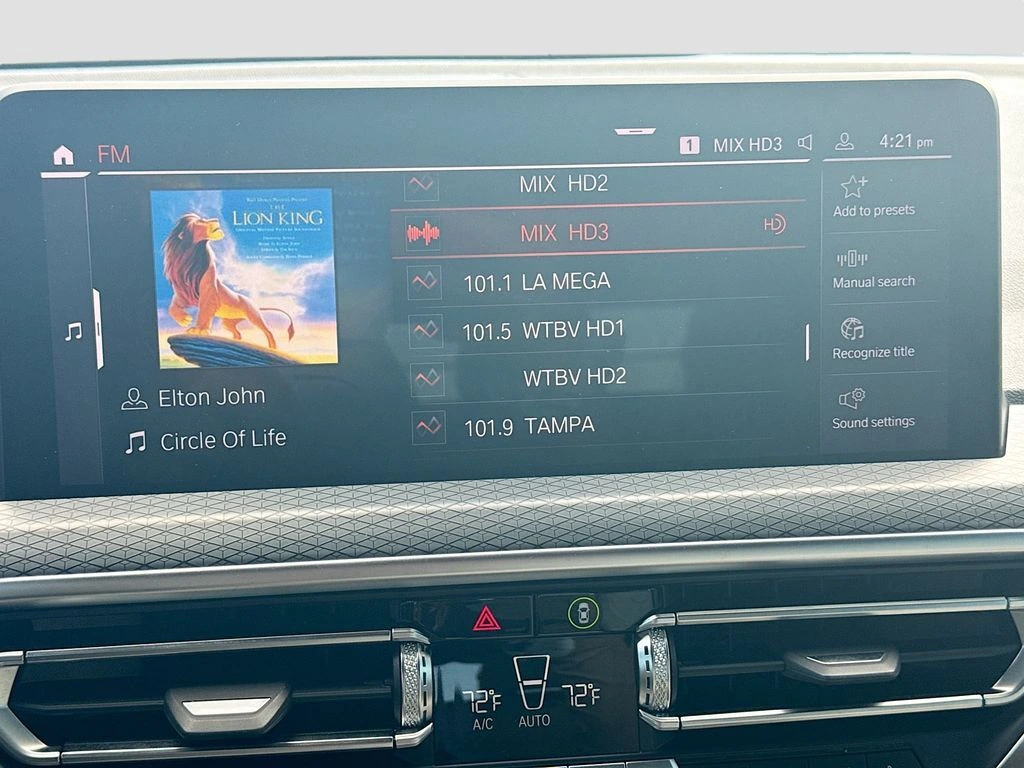 FM
1 MIX HD3
4:21 pm
THE
LION KING
Elton John
Circle Of Life
MIX HD2
MIX HD3 HD
101.1 LA MEGA
101.5 WTBV HD1
WTBV HD2
101.9 TAMPA
Add to presets
Manual search
Recognize title
Sound settings
72°F
A/C
AUTO
72°F